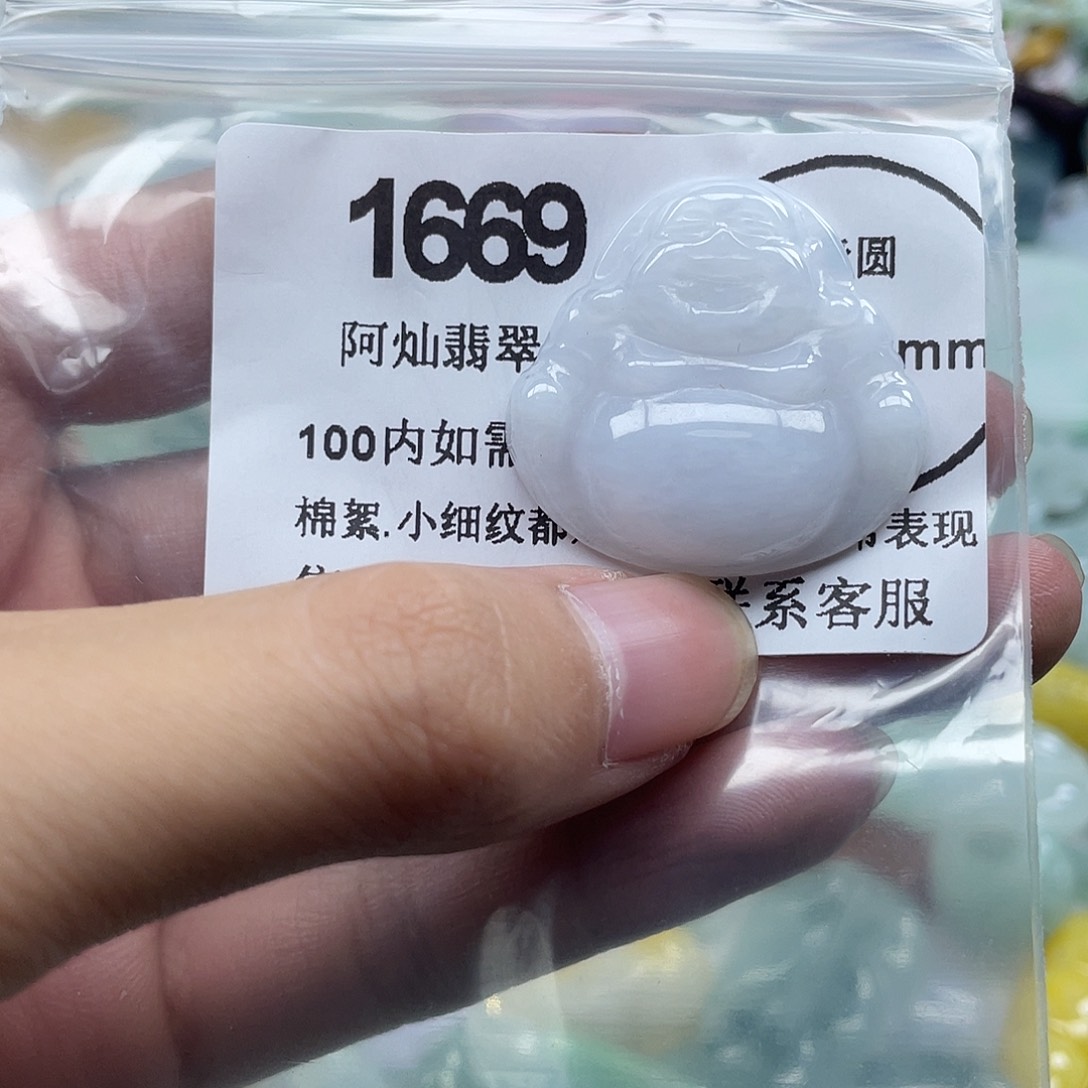 1669
圆
阿灿翡翠
mm
100内如需
棉絮.小细纹都
表现
系客服